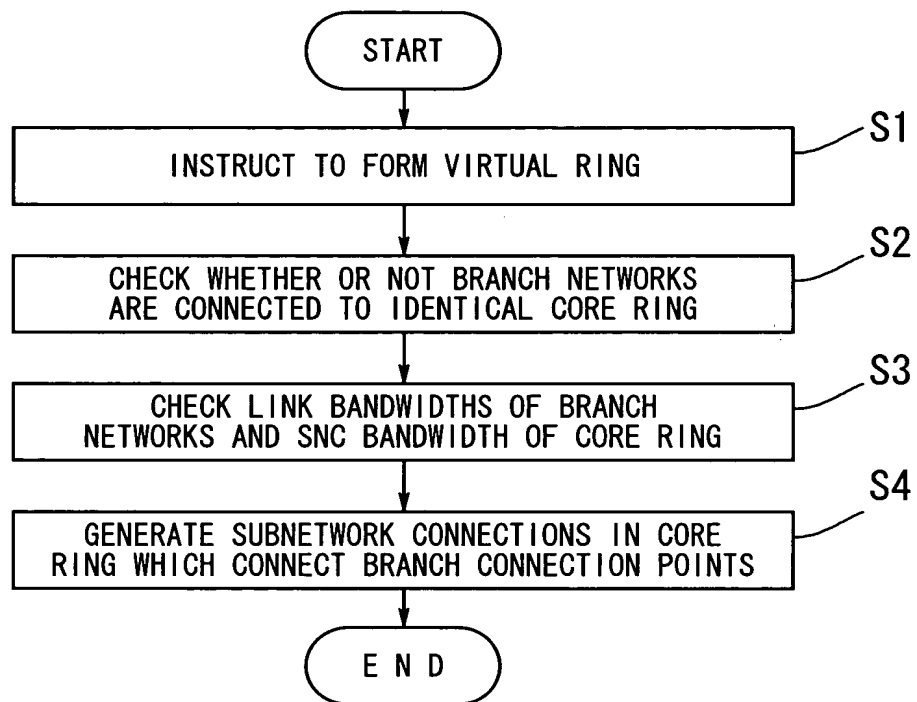 START
S1
INSTRUCT TO FORM VIRTUAL RING
S2
CHECK WHETHER OR NOT BRANCH NETWORKS
ARE CONNECTED TO IDENTICAL CORE RING
S3
CHECK LINK BANDWIDTHS OF BRANCH
NETWORKS AND SNC BANDWIDTH OF CORE RING
S4
GENERATE SUBNETWORK CONNECTIONS IN CORE
RING WHICH CONNECT BRANCH CONNECTION POINTS
END